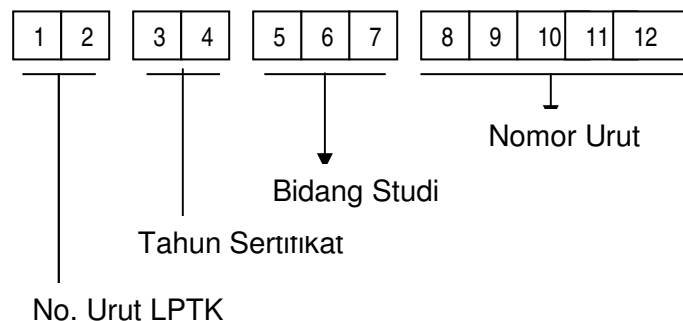 1 2 3 4 5 6 7 8 9 10 11 12
Nomor Urut
Bidang Studi
Tahun Sertifikat
No. Urut LPTK